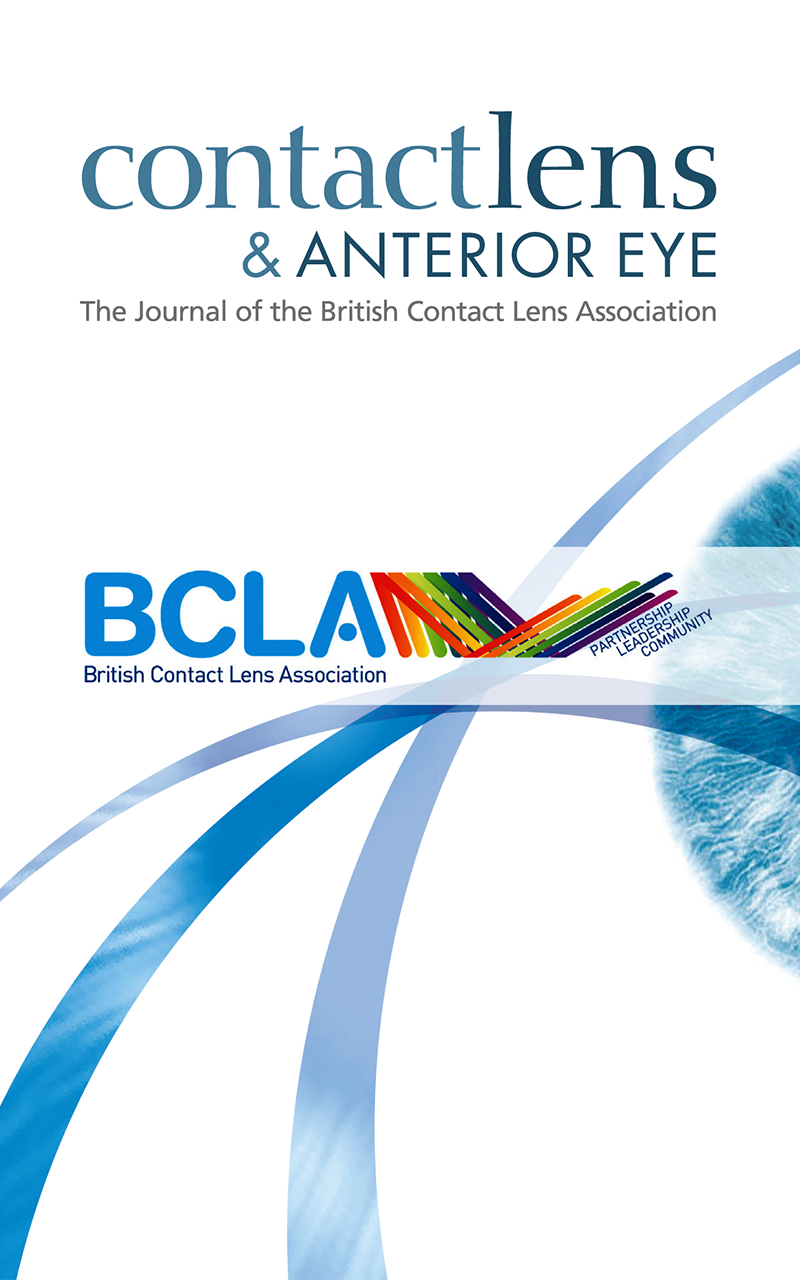 contactlens
& ANTERIOR EYE
The Journal of the British Contact Lens Association
BCLA
British Contact Lens Association
PARTNERSHIP
LEADERSHIP
COMMUNITY